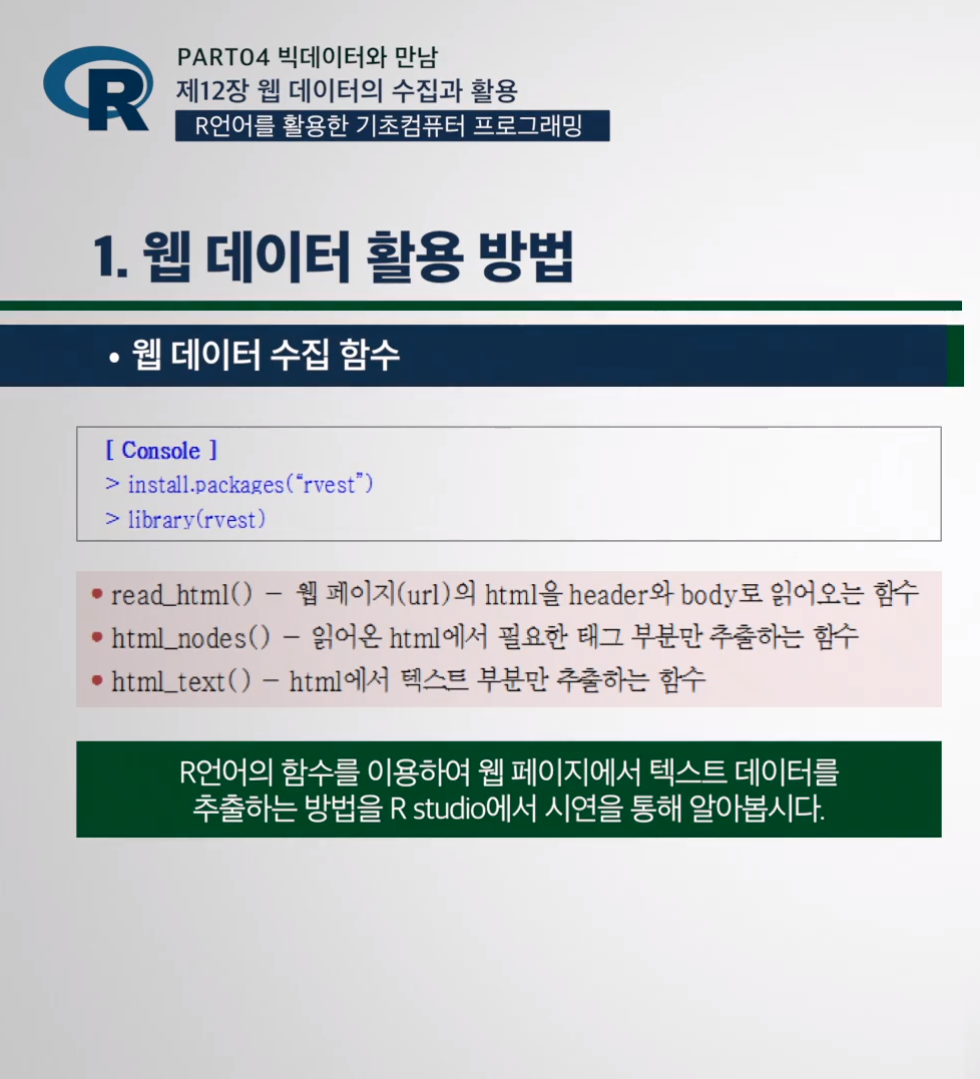 R
PART04 빅데이터와 만남
제12장 웹 데이터의 수집과 활용
R언어를 활용한 기초컴퓨터 프로그래밍
1. 웹 데이터 활용 방법
• 웹 데이터 수집 함수
[ Console ]
> install.packages(“rvest”)
> library(rvest)
• read_html() – 웹 페이지(url)의 html을 header와 body로 읽어오는 함수
• html_nodes() – 읽어온 html에서 필요한 태그 부분만 추출하는 함수
• html_text() – html에서 텍스트 부분만 추출하는 함수
R언어의 함수를 이용하여 웹 페이지에서 텍스트 데이터를
추출하는 방법을 R studio에서 시연을 통해 알아봅시다.